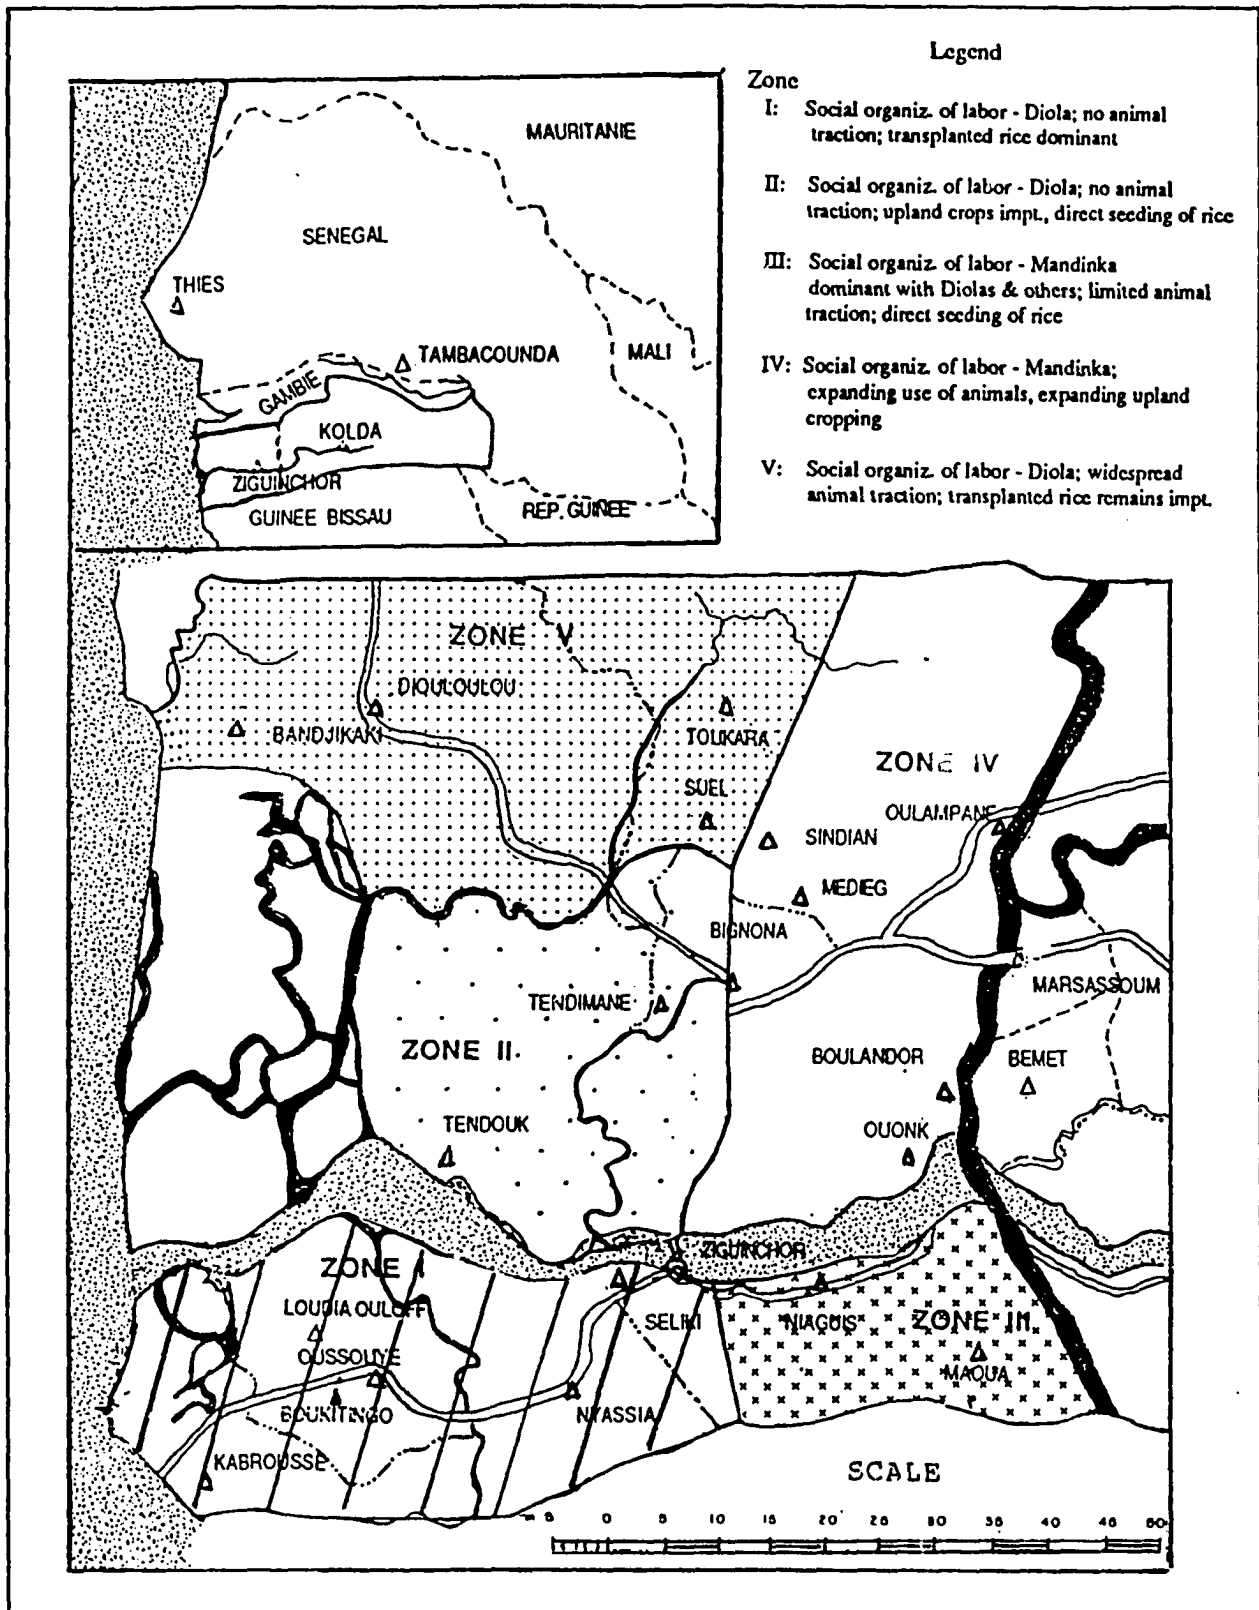 Legend
Zone
I: Social organiz. of labor - Diola; no animal
traction; transplanted rice dominant
II: Social organiz. of labor - Diola; no animal
traction; upland crops impt., direct seeding of rice
III: Social organiz. of labor - Mandinka
dominant with Diolas & others; limited animal
traction; direct seeding of rice
IV: Social organiz. of labor - Mandinka;
expanding use of animals, expanding upland
cropping
V: Social organiz. of labor - Diola; widespread
animal traction; transplanted rice remains impt.
MAURITANIE
SENEGAL
THIES
TAMBACOUNDA
MALI
GAMBIE
KOLDA
ZIGUINCHOR
GUINEE BISSAU
REP. GUINEE
ZONE V
DIOULOULOU
BANDJIKAKI
TOUKARA
SUEL
ZONE IV
OULAMPANE
SINDIAN
MEDIEG
BIGNONA
MARSASSOUM
TENDIMANE
ZONE II
BOULANDOR
BEMET
TENDOUK
OUONK
ZIGUINCHOR
ZONE I
LOUDIA OULOFF
SELIKI
NIAGUIS
ZONE III
OUSSOUYE
MAOUA
BOUKITINGO
NYASSIA
KABROUSSE
SCALE
5 0 5 10 15 20 25 30 35 40 45 50